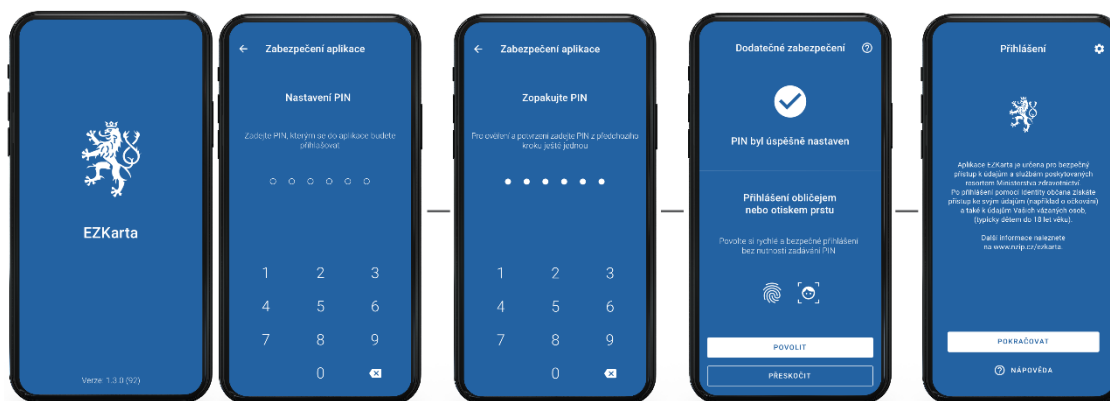 EZKarta
Verze: 1.3.0 (92)
Zabezpečení aplikace
Nastavení PIN
Zadejte PIN, kterým se do aplikace budete
přihlašovat
1 2 3
4 5 6
7 8 9
0
Zabezpečení aplikace
Zopakujte PIN
Pro ověření a potvrzení zadejte PIN z předchozího
kroku ještě jednou
1 2 3
4 5 6
7 8 9
0
Dodatečné zabezpečení
PIN byl úspěšně nastaven
Přihlášení obličejem
nebo otiskem prstu
Povolte si rychlé a bezpečné přihlášení
bez nutnosti zadávání PIN
POVOLIT
PŘESKOČIT
Přihlášení
Aplikace EZKarta je určena pro bezpečný
přístup k údajům a službám poskytovaných
resortem Ministerstva zdravotnictví.
Po přihlášení pomocí Identity občana získáte
přístup ke svým údajům (například o očkování)
a také k údajům Vašich vázaných osob,
(typicky dětem do 18 let věku).
Další informace naleznete
na www.nzip.cz/ezkarta.
POKRAČOVAT
NÁPOVĚDA